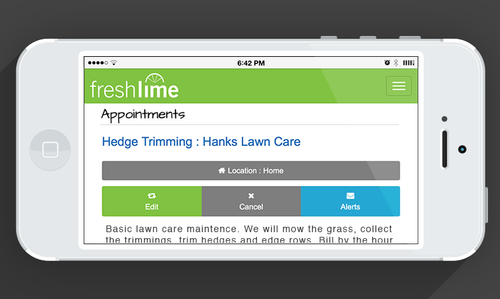 6:42 PM
freshlime
Appointments
Hedge Trimming : Hanks Lawn Care
Location : Home
Edit
Cancel
Alerts
Basic lawn care maintence. We will mow the grass, collect
the trimmings, trim hedges and edge rows. Bill by the hour